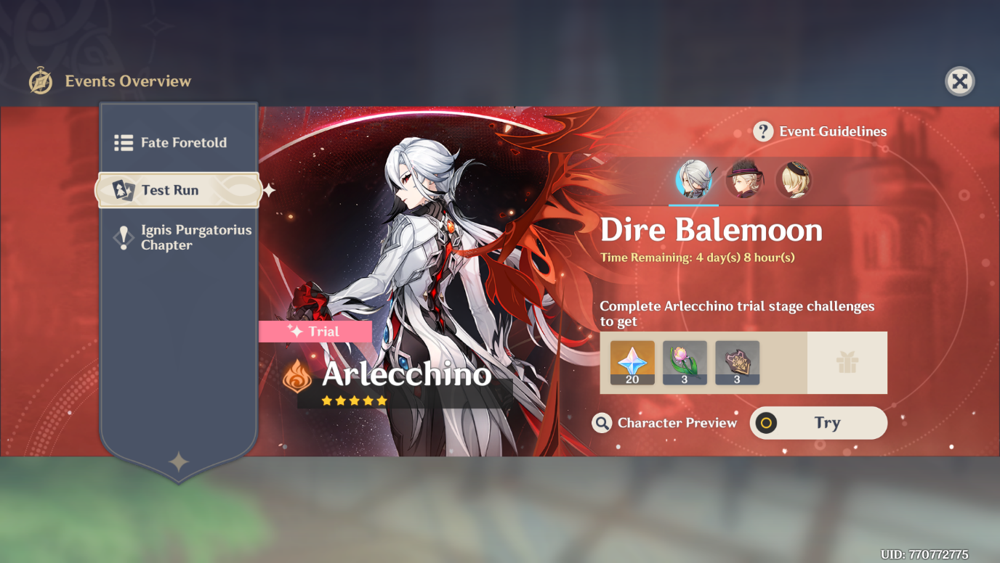 Events Overview
Fate Foretold
Test Run
Ignis Purgatorius
Chapter
? Event Guidelines
Dire Balemoon
Time Remaining: 4 day(s) 8 hour(s)
Complete Arlecchino trial stage challenges
to get
20
3
3
Trial
Arlecchino
Character Preview
Try
UID: 770772775